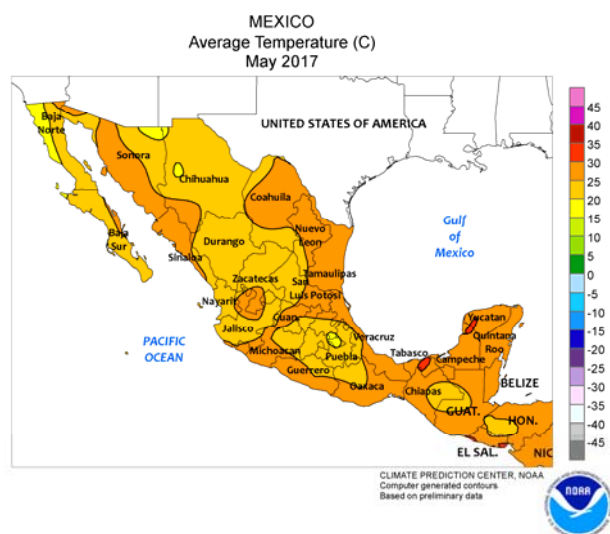 MEXICO
Average Temperature (C)
May 2017
UNITED STATES OF AMERICA
Baja
Norte
Sonora
Chihuahua
Coahuila
Nuevo
Leon
Gulf
of
Mexico
Baja
Sur
Sinaloa
Durango
Zacatecas
San
Luis Potosi
Tamaulipas
Nayarit
Jalisco
Guan.
PACIFIC
OCEAN
Michoacan
Guerrero
Puebla
Veracruz
Oaxaca
Tabasco
Chiapas
Campeche
Yucatan
Quintana
Roo
BELIZE
GUAT.
HON.
EL SAL.
NIC
45
40
35
30
25
20
15
10
5
0
-5
-10
-15
-20
-25
-30
-35
-40
-45
CLIMATE PREDICTION CENTER, NOAA
Computer generated contours
Based on preliminary data
NOAA